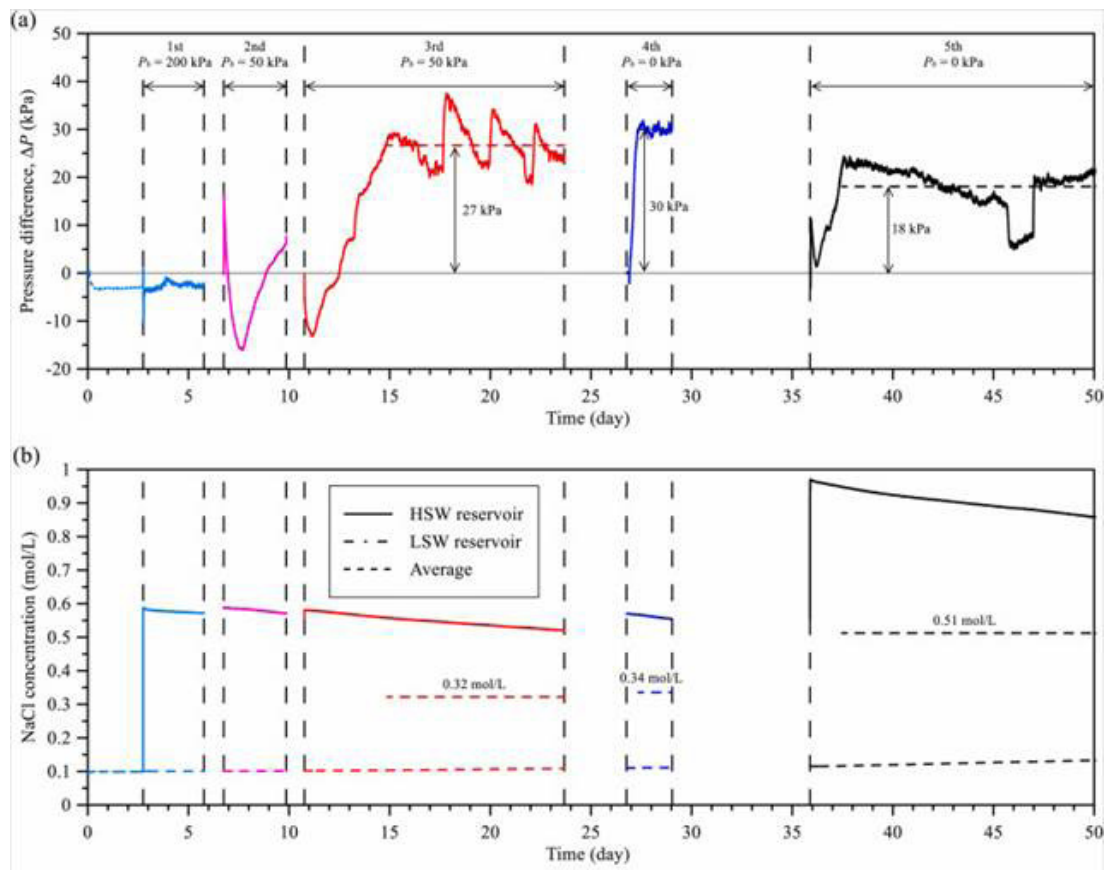 (a)
50
40
30
20
10
0
-10
-20
Pressure difference, ΔP (kPa)
1st
P_b = 200 kPa
2nd
P_b = 50 kPa
3rd
P_b = 50 kPa
4th
P_b = 0 kPa
5th
P_b = 0 kPa
27 kPa
30 kPa
18 kPa
0 5 10 15 20 25 30 35 40 45 50
Time (day)
(b)
1
0.9
0.8
0.7
0.6
0.5
0.4
0.3
0.2
0.1
0
NaCl concentration (mol/L)
HSW reservoir
LSW reservoir
Average
0.32 mol/L
0.34 mol/L
0.51 mol/L
0 5 10 15 20 25 30 35 40 45 50
Time (day)